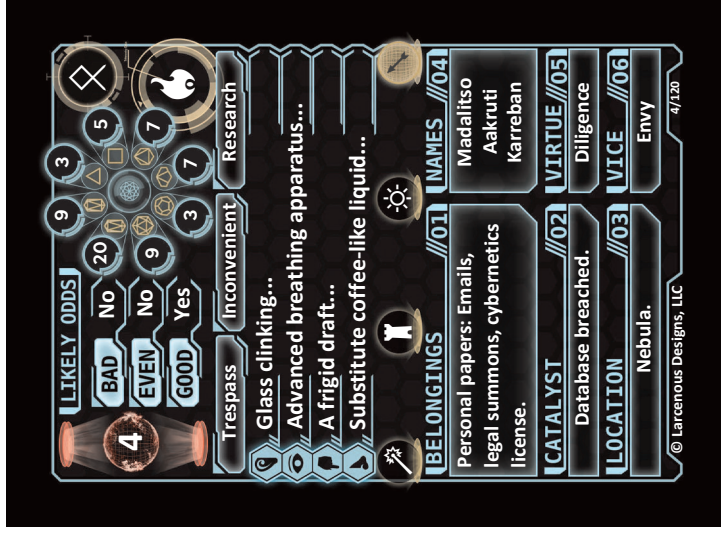 LIKELY ODDS
9 3
BAD No
20 5
4
EVEN No
9 7
GOOD Yes
3 7
Trespass Inconvenient Research
Glass clinking...
Advanced breathing apparatus...
A frigid draft...
Substitute coffee-like liquid...
BELONGINGS //01
Personal papers: Emails,
legal summons, cybernetics
license.
NAMES //04
Madalitso
Aakruti
Karreban
CATALYST //02
Database breached.
VIRTUE //05
Diligence
LOCATION //03
Nebula.
VICE //06
Envy
© Larcenous Designs, LLC
4/120